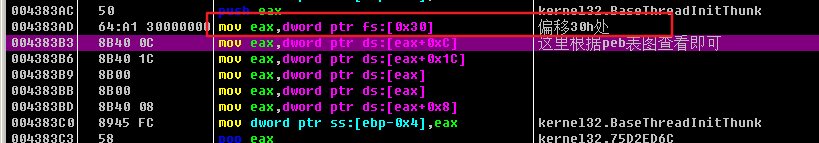 004383AC 50 push eax kernel32.BaseThreadInitThunk
004383AD 64:A1 30000000 mov eax,dword ptr fs:[0x30] 偏移30h处
004383B3 8B40 0C mov eax,dword ptr ds:[eax+0xC] 这里根据peb表图查看即可
004383B6 8B40 1C mov eax,dword ptr ds:[eax+0x1C]
004383B9 8B00 mov eax,dword ptr ds:[eax]
004383BB 8B00 mov eax,dword ptr ds:[eax]
004383BD 8B40 08 mov eax,dword ptr ds:[eax+0x8]
004383C0 8945 FC mov dword ptr ss:[ebp-0x4],eax kernel32.BaseThreadInitThunk
004383C3 58 pop eax kernel32.75D2ED6C